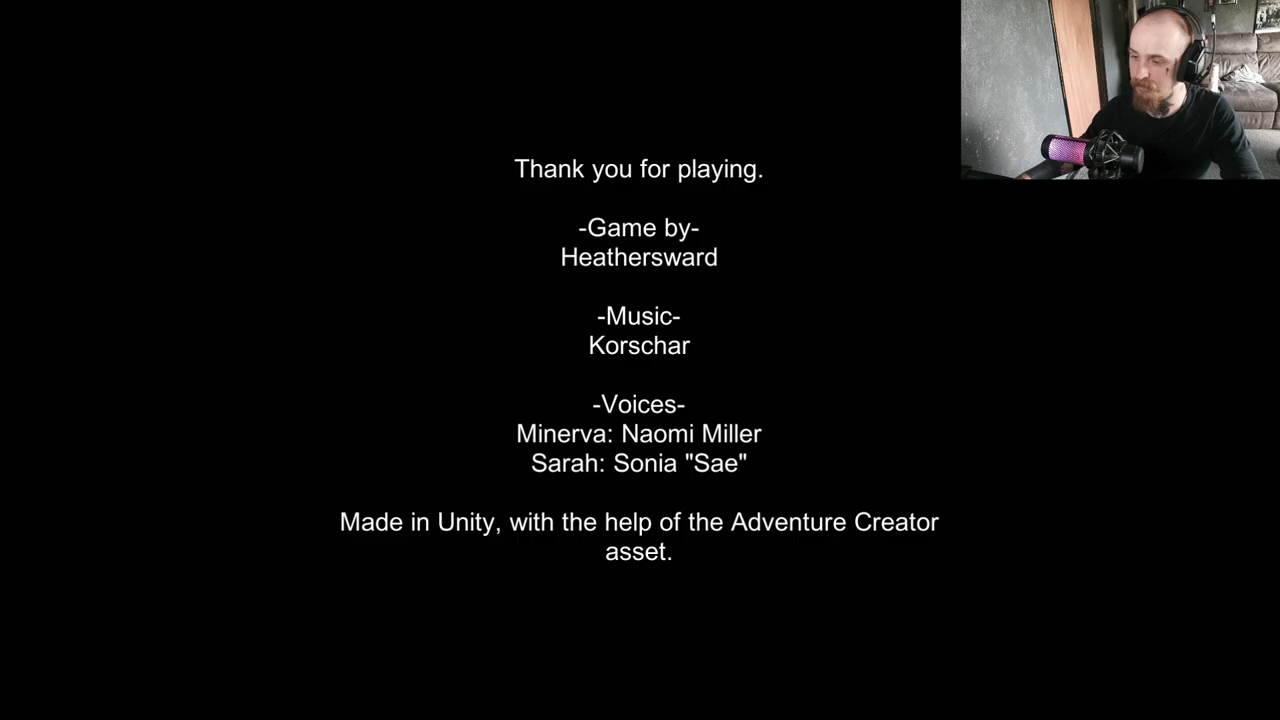 Thank you for playing.
-Game by-
Heathersward
-Music-
Korschar
-Voices-
Minerva: Naomi Miller
Sarah: Sonia "Sae"
Made in Unity, with the help of the Adventure Creator
asset.